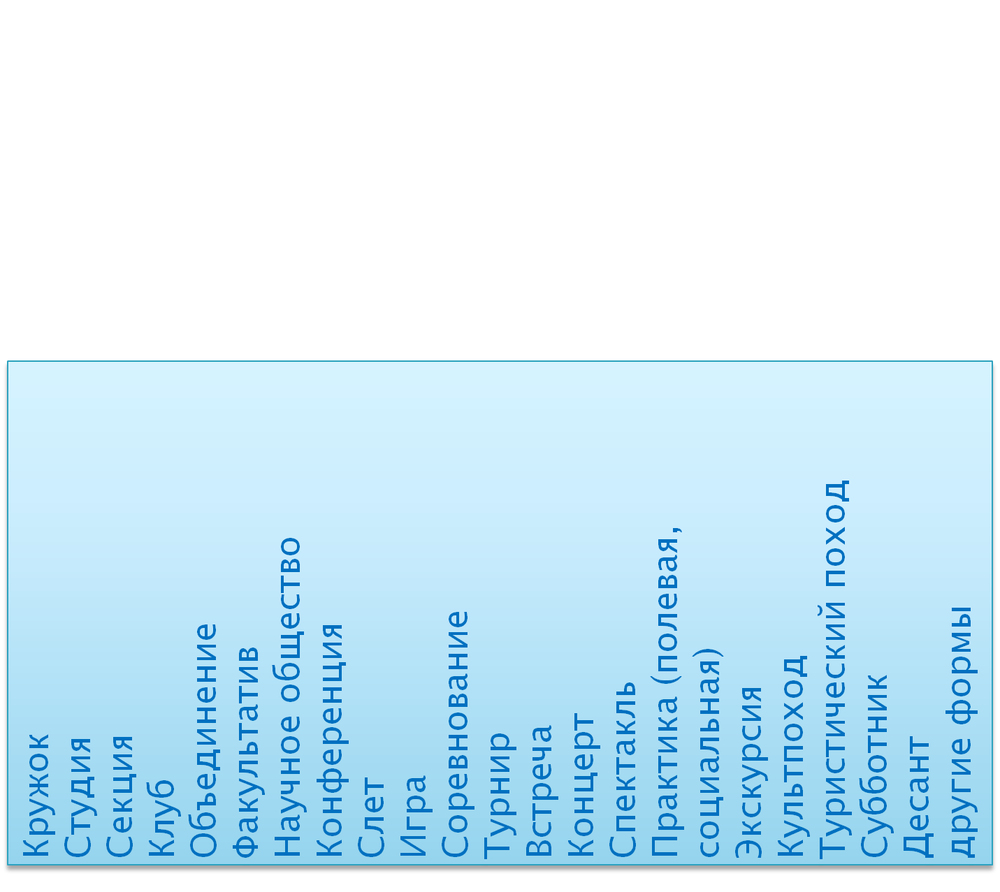 Кружок
Студия
Секция
Клуб
Объединение
Факультатив
Научное общество
Конференция
Слет
Игра
Соревнование
Турнир
Встреча
Концерт
Спектакль
Практика (полевая,
социальная)
Экскурсия
Культпоход
Туристический поход
Субботник
Десант
другие формы